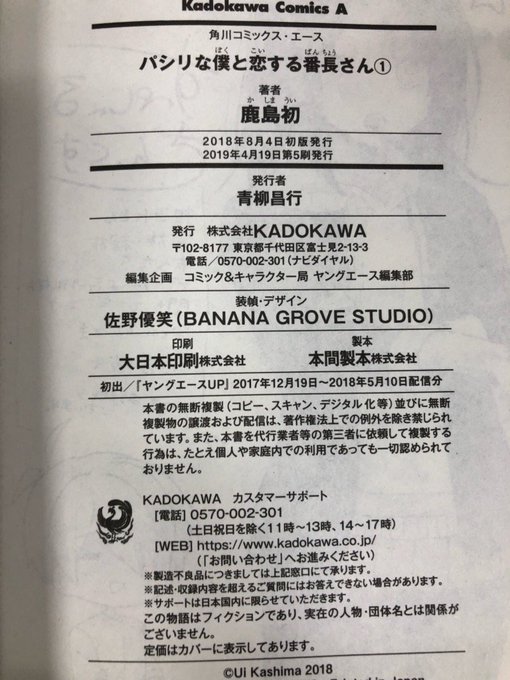 Kadokawa Comics A
角川コミックス・エース
パシリな僕と恋する番長さん①
ぼく こい ばんちょう
著者
鹿島初
か しま うい
2018年8月4日初版発行
2019年4月19日第5刷発行
発行者
青柳昌行
発行 株式会社KADOKAWA
〒102-8177 東京都千代田区富士見2-13-3
電話／0570-002-301（ナビダイヤル）
編集企画 コミック&キャラクター局 ヤングエース編集部
装幀・デザイン
佐野優笑（BANANA GROVE STUDIO）
印刷 製本
大日本印刷株式会社 本間製本株式会社
初出／『ヤングエースUP』2017年12月19日〜2018年5月10日配信分
本書の無断複製（コピー、スキャン、デジタル化等）並びに無断
複製物の譲渡および配信は、著作権法上での例外を除き禁じられ
ています。また、本書を代行業者等の第三者に依頼して複製する
行為は、たとえ個人や家庭内での利用であっても一切認められて
おりません。
KADOKAWA カスタマーサポート
［電話］0570-002-301
（土日祝日を除く11時〜13時、14〜17時）
［WEB］https://www.kadokawa.co.jp/
（「お問い合わせ」へお進みください）
※製造不良品につきましては上記窓口にて承ります。
※記述・収録内容を超えるご質問にはお答えできない場合があります。
※サポートは日本国内に限らせていただきます。
この物語はフィクションであり、実在の人物・団体名とは関係が
ございません。
定価はカバーに表示してあります。
©Ui Kashima 2018
in Japan